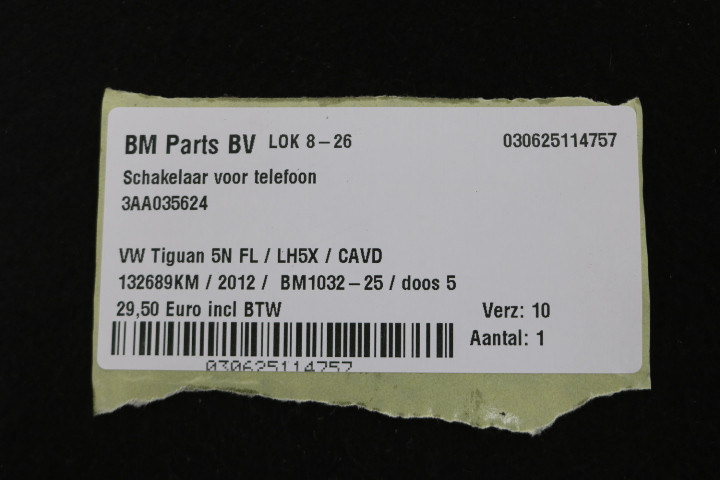 BM Parts BV LOK 8-26 030625114757
Schakelaar voor telefoon
3AA035624
VW Tiguan 5N FL / LH5X / CAVD
132689KM / 2012 / BM1032-25 / doos 5
29,50 Euro incl BTW Verz: 10
Aantal: 1
030625114757